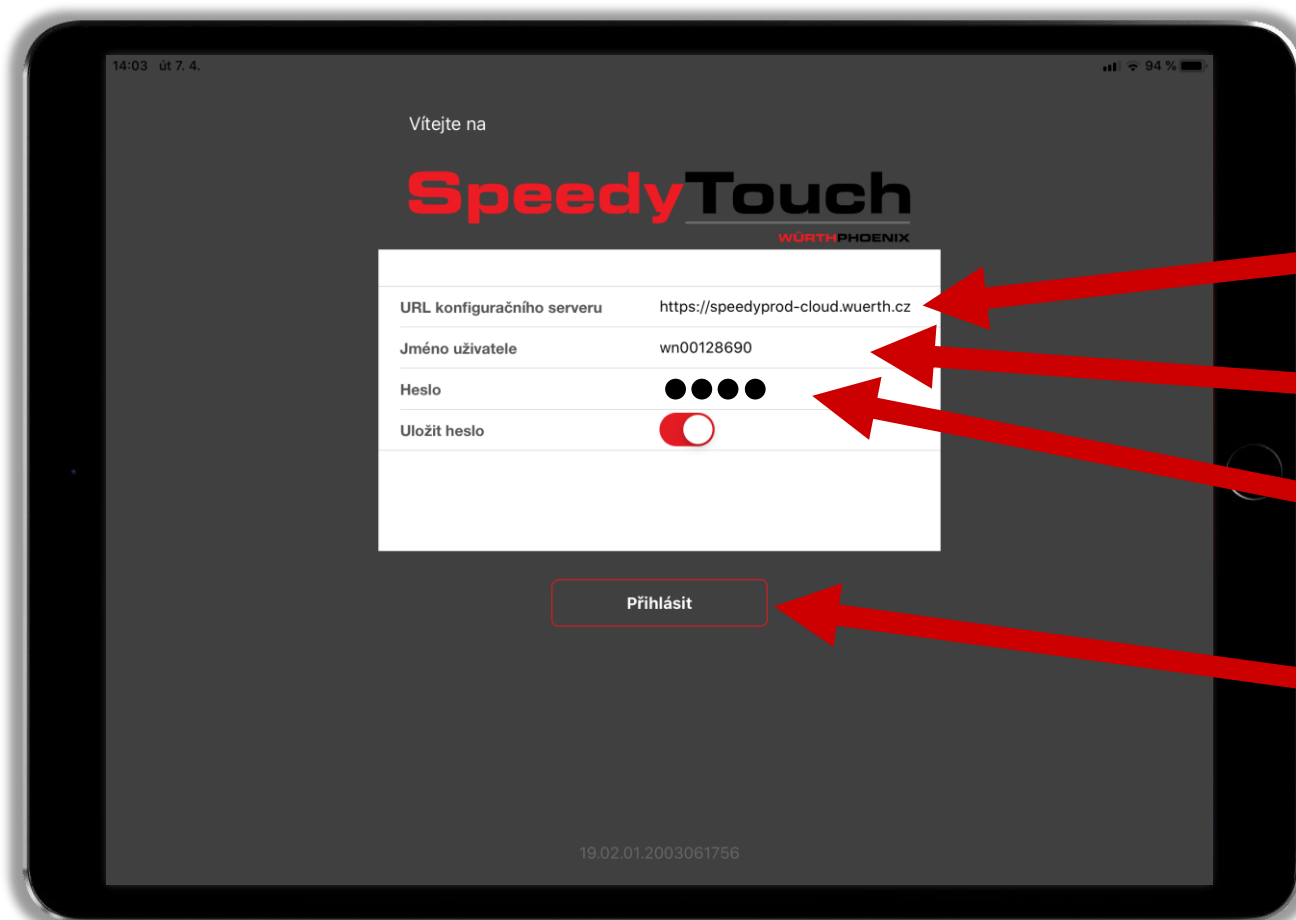 14:03 út 7. 4.
94 %
Vítejte na
SpeedyTouch
WÜRTHPHOENIX
URL konfiguračního serveru https://speedyprod-cloud.wuerth.cz
Jméno uživatele wn00128690
Heslo ●●●●
Uložit heslo
Přihlásit
19.02.01.2003061756